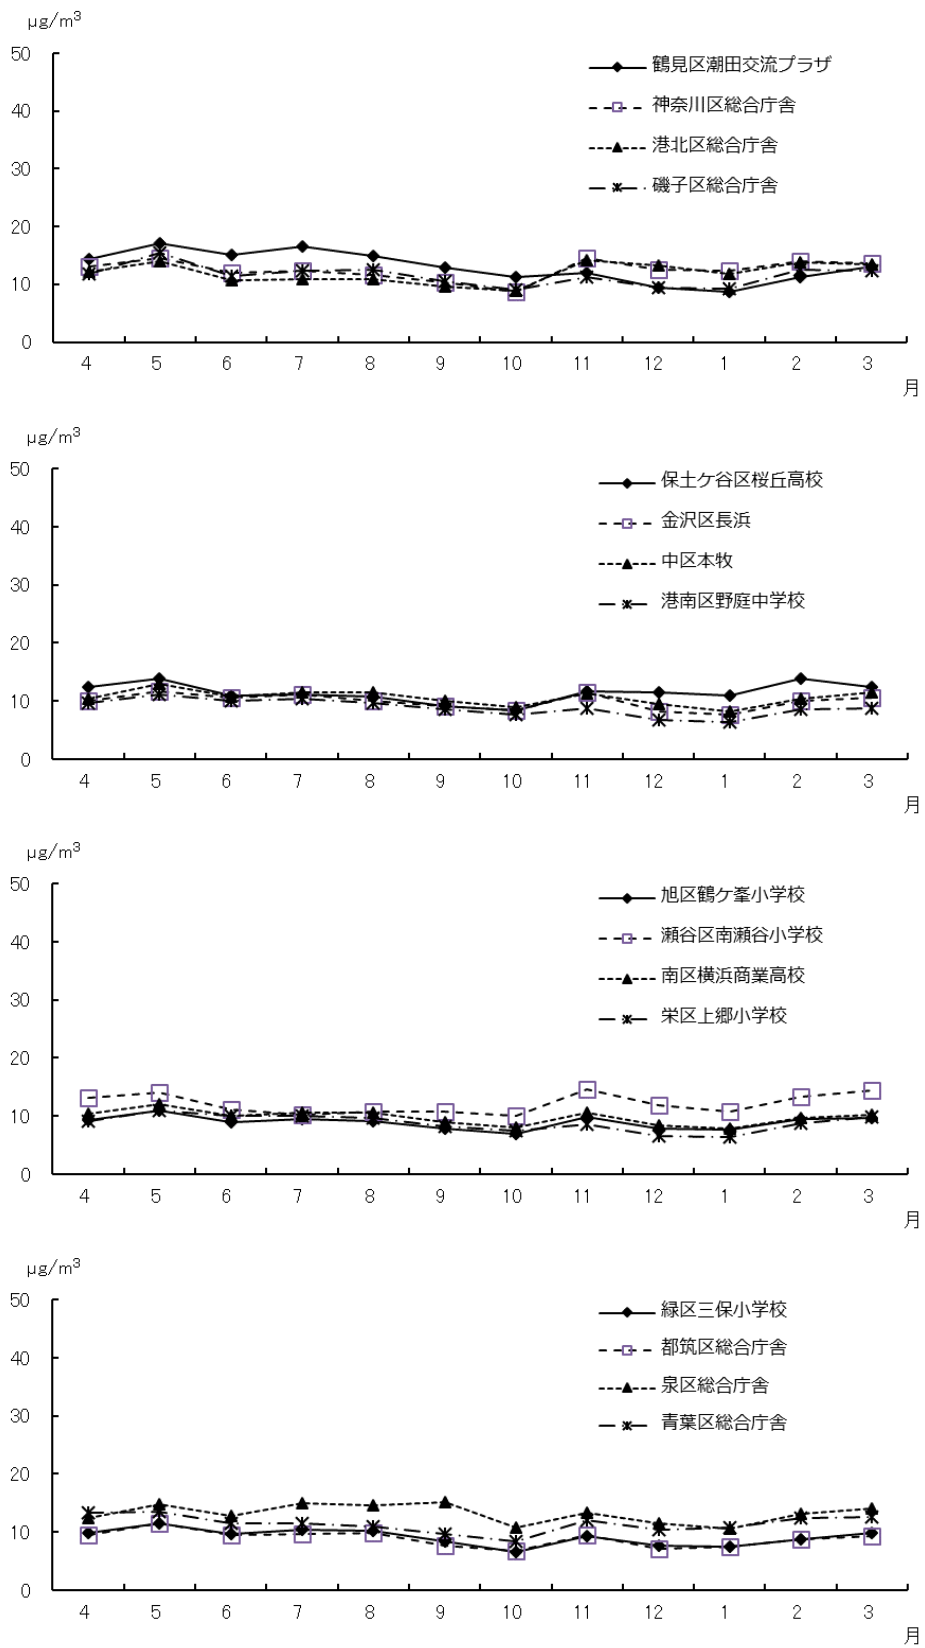 μg/m³
50
鶴見区潮田交流プラザ
40
神奈川区総合庁舎
港北区総合庁舎
30
磯子区総合庁舎
20
10
0
4 5 6 7 8 9 10 11 12 1 2 3
月
μg/m³
50
保土ケ谷区桜丘高校
金沢区長浜
40
中区本牧
港南区野庭中学校
30
20
10
0
4 5 6 7 8 9 10 11 12 1 2 3
月
μg/m³
50
旭区鶴ケ峯小学校
瀬谷区南瀬谷小学校
40
南区横浜商業高校
栄区上郷小学校
30
20
10
0
4 5 6 7 8 9 10 11 12 1 2 3
月
μg/m³
50
緑区三保小学校
都筑区総合庁舎
40
泉区総合庁舎
青葉区総合庁舎
30
20
10
0
4 5 6 7 8 9 10 11 12 1 2 3
月